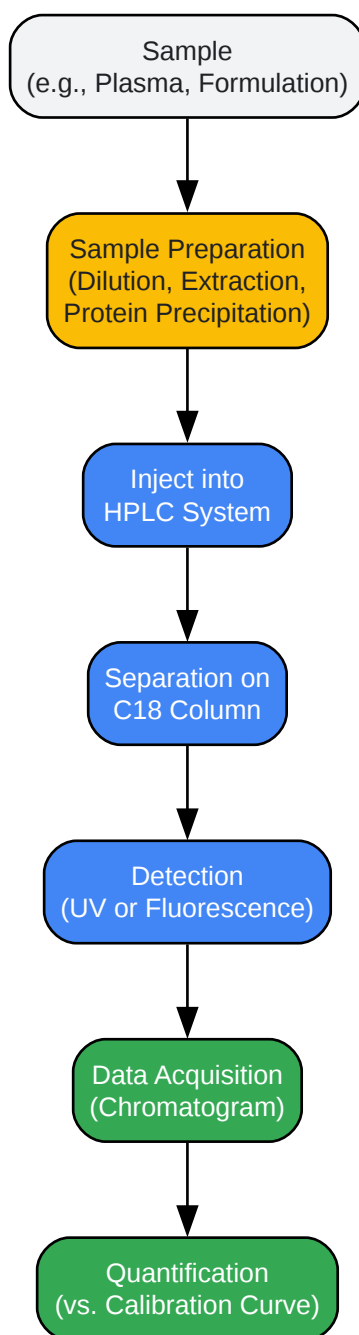 Sample
(e.g., Plasma, Formulation)
Sample Preparation
(Dilution, Extraction,
Protein Precipitation)
Inject into
HPLC System
Separation on
C18 Column
Detection
(UV or Fluorescence)
Data Acquisition
(Chromatogram)
Quantification
(vs. Calibration Curve)